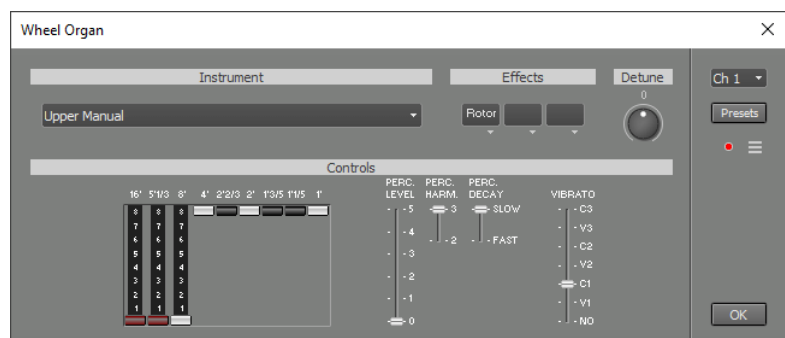 Wheel Organ
Instrument
Effects
Detune
Ch 1
0
Upper Manual
Rotor
Presets
Controls
16' 5'1/3 8' 4' 2'2/3 2' 1'3/5 1'1/5 1'
8 8 8
7 7 7
6 6 6
5 5 5
4 4 4
3 3 3
2 2 2
1 1 1
PERC. LEVEL
5
4
3
2
1
0
PERC. HARM.
3
2
PERC. DECAY
SLOW
FAST
VIBRATO
C3
V3
C2
V2
C1
V1
NO
OK